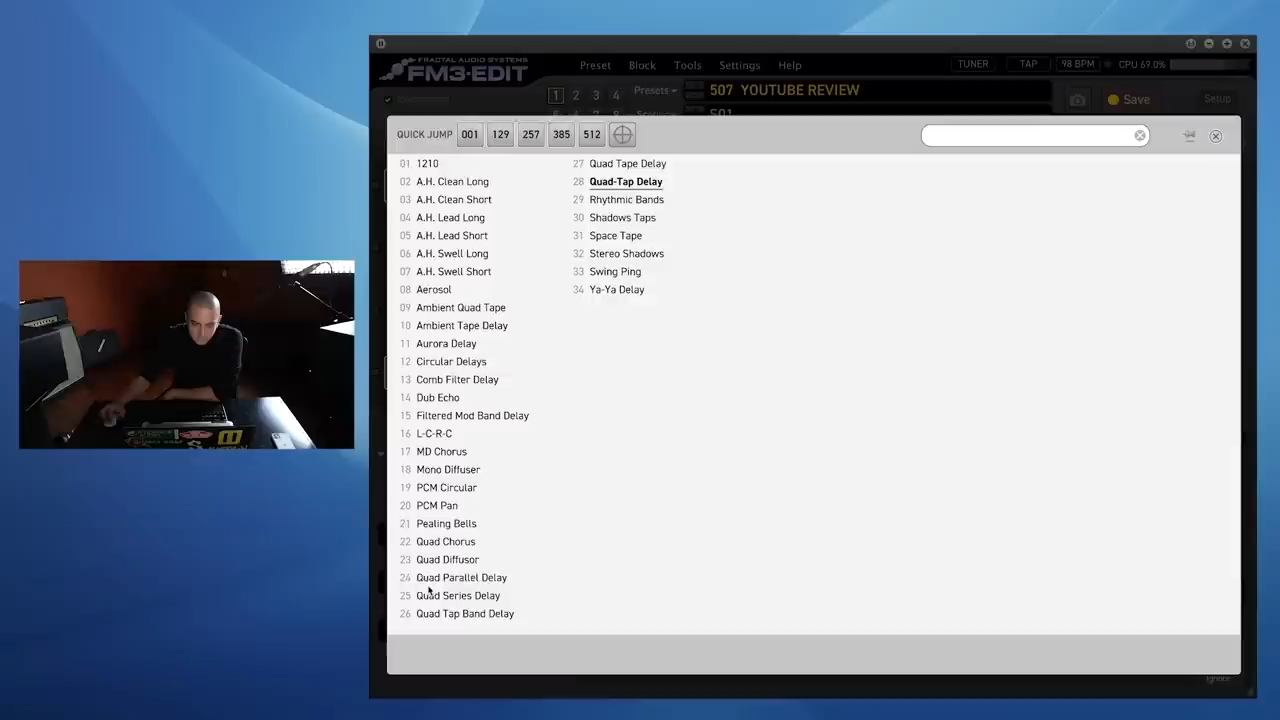 FRACTAL AUDIO SYSTEMS
FM3-EDIT
Preset Block Tools Settings Help
TUNER TAP 98 BPM CPU 69.0%
1 2 3 4 Presets 507 YOUTUBE REVIEW Save Setup
QUICK JUMP 001 129 257 385 512
01 1210
02 A.H. Clean Long
03 A.H. Clean Short
04 A.H. Lead Long
05 A.H. Lead Short
06 A.H. Swell Long
07 A.H. Swell Short
08 Aerosol
09 Ambient Quad Tape
10 Ambient Tape Delay
11 Aurora Delay
12 Circular Delays
13 Comb Filter Delay
14 Dub Echo
15 Filtered Mod Band Delay
16 L-C-R-C
17 MD Chorus
18 Mono Diffuser
19 PCM Circular
20 PCM Pan
21 Pealing Bells
22 Quad Chorus
23 Quad Diffusor
24 Quad Parallel Delay
25 Quad Series Delay
26 Quad Tap Band Delay
27 Quad Tape Delay
28 Quad-Tap Delay
29 Rhythmic Bands
30 Shadows Taps
31 Space Tape
32 Stereo Shadows
33 Swing Ping
34 Ya-Ya Delay